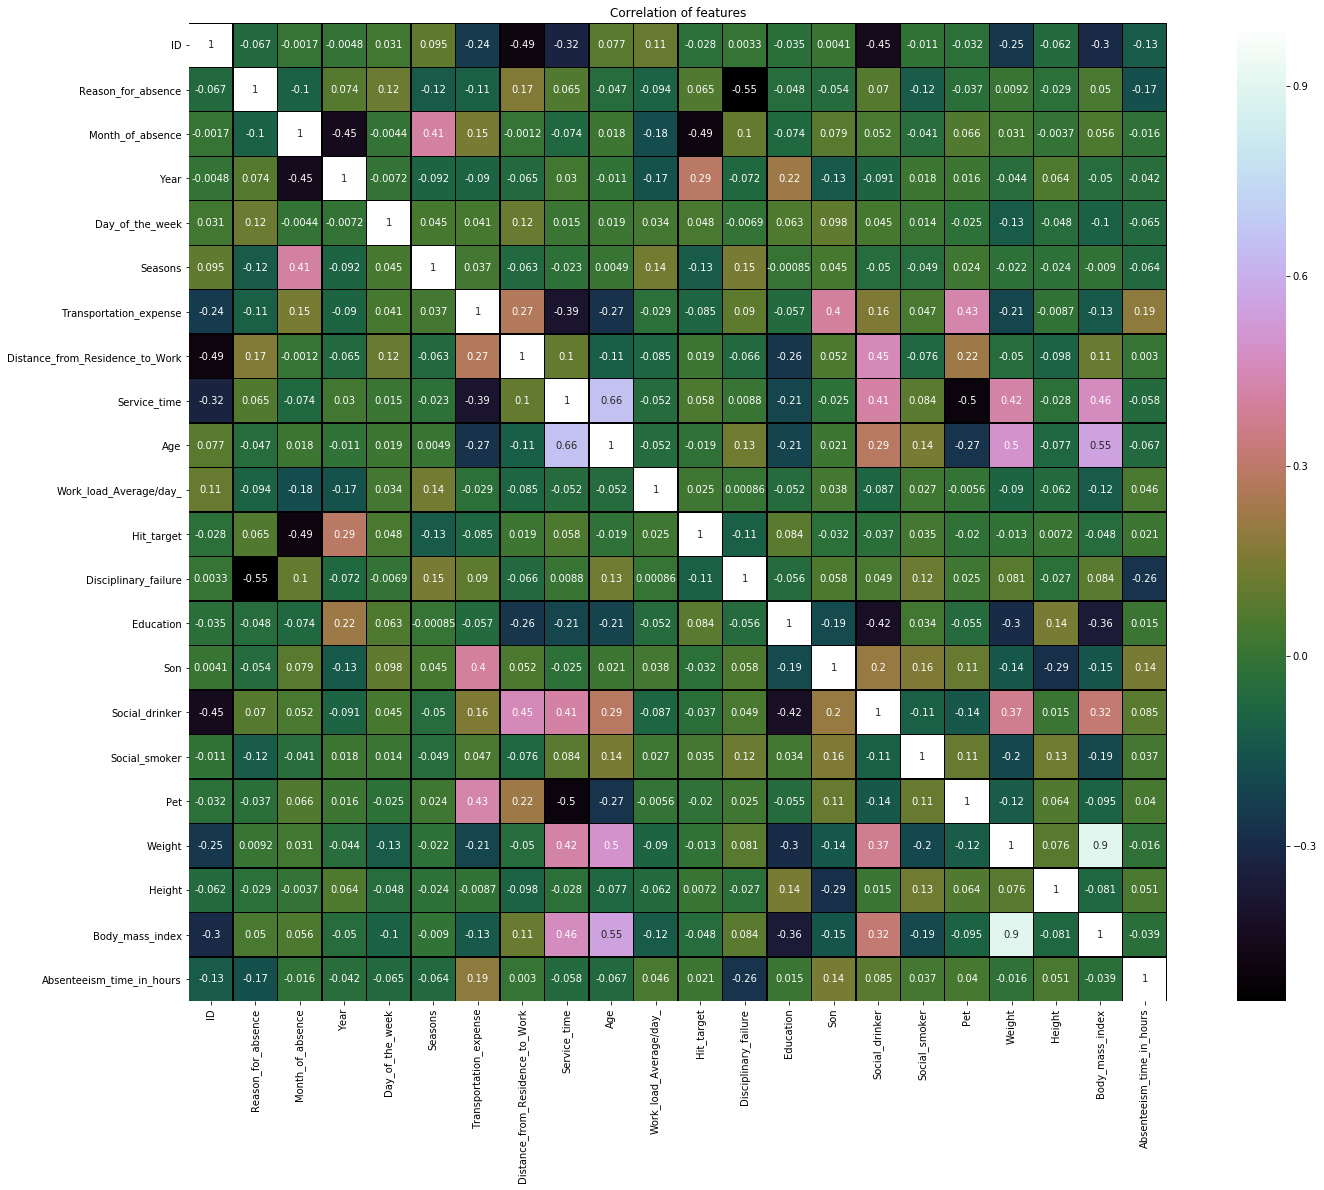 Correlation of features
ID 1 -0.067 -0.0017 -0.0048 0.031 0.095 -0.24 -0.49 -0.32 0.077 0.11 -0.028 0.0033 -0.035 0.0041 -0.45 -0.011 -0.032 -0.25 -0.062 -0.3 -0.13
Reason_for_absence -0.067 1 -0.1 0.074 0.12 -0.12 -0.11 0.17 0.065 -0.047 -0.094 0.065 -0.55 -0.048 -0.054 0.07 -0.12 -0.037 0.0092 -0.029 0.05 -0.17
Month_of_absence -0.0017 -0.1 1 -0.45 -0.0044 0.41 0.15 -0.0012 -0.074 0.018 -0.18 -0.49 0.1 -0.074 0.079 0.052 -0.041 0.066 0.031 -0.0037 0.056 -0.016
Year -0.0048 0.074 -0.45 1 -0.0072 -0.092 -0.09 -0.065 0.03 -0.011 -0.17 0.29 -0.072 0.22 -0.13 -0.091 0.018 0.016 -0.044 0.064 -0.05 -0.042
Day_of_the_week 0.031 0.12 -0.0044 -0.0072 1 0.045 0.041 0.12 0.015 0.019 0.034 0.048 -0.0069 0.063 0.098 0.045 0.014 -0.025 -0.13 -0.048 -0.1 -0.065
Seasons 0.095 -0.12 0.41 -0.092 0.045 1 0.037 -0.063 -0.023 0.0049 0.14 -0.13 0.15 -0.00085 0.045 -0.05 -0.049 0.024 -0.022 -0.024 -0.009 -0.064
Transportation_expense -0.24 -0.11 0.15 -0.09 0.041 0.037 1 0.27 -0.39 -0.27 -0.029 -0.085 0.09 -0.057 0.4 0.16 0.047 0.43 -0.21 -0.0087 -0.13 0.19
Distance_from_Residence_to_Work -0.49 0.17 -0.0012 -0.065 0.12 -0.063 0.27 1 0.1 -0.11 -0.085 0.019 -0.066 -0.26 0.052 0.45 -0.076 0.22 -0.05 -0.098 0.11 0.003
Service_time -0.32 0.065 -0.074 0.03 0.015 -0.023 -0.39 0.1 1 0.66 -0.052 0.058 0.0088 -0.21 -0.025 0.41 0.084 -0.5 0.42 -0.028 0.46 -0.058
Age 0.077 -0.047 0.018 -0.011 0.019 0.0049 -0.27 -0.11 0.66 1 -0.052 -0.019 0.13 -0.21 0.021 0.29 0.14 -0.27 0.5 -0.077 0.55 -0.067
Work_load_Average/day_ 0.11 -0.094 -0.18 -0.17 0.034 0.14 -0.029 -0.085 -0.052 -0.052 1 0.025 0.00086 -0.052 0.038 -0.087 0.027 -0.0056 -0.09 -0.062 -0.12 0.046
Hit_target -0.028 0.065 -0.49 0.29 0.048 -0.13 -0.085 0.019 0.058 -0.019 0.025 1 -0.11 0.084 -0.032 -0.037 0.035 -0.02 -0.013 0.0072 -0.048 0.021
Disciplinary_failure 0.0033 -0.55 0.1 -0.072 -0.0069 0.15 0.09 -0.066 0.0088 0.13 0.00086 -0.11 1 -0.056 0.058 0.049 0.12 0.025 0.081 -0.027 0.084 -0.26
Education -0.035 -0.048 -0.074 0.22 0.063 -0.00085 -0.057 -0.26 -0.21 -0.21 -0.052 0.084 -0.056 1 -0.19 -0.42 0.034 -0.055 -0.3 0.14 -0.36 0.015
Son 0.0041 -0.054 0.079 -0.13 0.098 0.045 0.4 0.052 -0.025 0.021 0.038 -0.032 0.058 -0.19 1 0.2 0.16 0.11 -0.14 -0.29 -0.15 0.14
Social_drinker -0.45 0.07 0.052 -0.091 0.045 -0.05 0.16 0.45 0.41 0.29 -0.087 -0.037 0.049 -0.42 0.2 1 -0.11 -0.14 0.37 0.015 0.32 0.085
Social_smoker -0.011 -0.12 -0.041 0.018 0.014 -0.049 0.047 -0.076 0.084 0.14 0.027 0.035 0.12 0.034 0.16 -0.11 1 0.11 -0.2 0.13 -0.19 0.037
Pet -0.032 -0.037 0.066 0.016 -0.025 0.024 0.43 0.22 -0.5 -0.27 -0.0056 -0.02 0.025 -0.055 0.11 -0.14 0.11 1 -0.12 0.064 -0.095 0.04
Weight -0.25 0.0092 0.031 -0.044 -0.13 -0.022 -0.21 -0.05 0.42 0.5 -0.09 -0.013 0.081 -0.3 -0.14 0.37 -0.2 -0.12 1 0.076 0.9 -0.016
Height -0.062 -0.029 -0.0037 0.064 -0.048 -0.024 -0.0087 -0.098 -0.028 -0.077 -0.062 0.0072 -0.027 0.14 -0.29 0.015 0.13 0.064 0.076 1 -0.081 0.051
Body_mass_index -0.3 0.05 0.056 -0.05 -0.1 -0.009 -0.13 0.11 0.46 0.55 -0.12 -0.048 0.084 -0.36 -0.15 0.32 -0.19 -0.095 0.9 -0.081 1 -0.039
Absenteeism_time_in_hours -0.13 -0.17 -0.016 -0.042 -0.065 -0.064 0.19 0.003 -0.058 -0.067 0.046 0.021 -0.26 0.015 0.14 0.085 0.037 0.04 -0.016 0.051 -0.039 1
ID
Reason_for_absence
Month_of_absence
Year
Day_of_the_week
Seasons
Transportation_expense
Distance_from_Residence_to_Work
Service_time
Age
Work_load_Average/day_
Hit_target
Disciplinary_failure
Education
Son
Social_drinker
Social_smoker
Pet
Weight
Height
Body_mass_index
Absenteeism_time_in_hours
0.9
0.6
0.3
0.0
−0.3